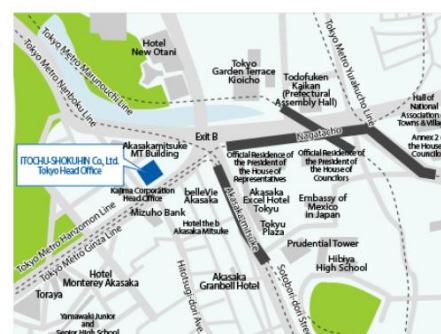 Tokyo Metro Marunouchi Line
Tokyo Metro Nanboku Line
Hotel
New Otani
Tokyo
Garden Terrace
Kioicho
Tokyo Metro Yurakucho Line
Todofuken
Kaikan
(Prefectural
Assembly Hall)
Hall of
National
Association
Towns &
Annex 2
the House
ITOCHU-SHOKUHIN Co., Ltd.
Tokyo Head Office
Akasakamitsuke
MT Building
Exit B
Nagatacho
Official Residence of
the President of
the House of
Representatives
Official Residence of
the President of
the House of
Councilors
Kajima Corporation
Head Office
Mizuho Bank
belleVie
Akasaka
Hotel the b
Akasaka Mitsuke
Akasakamitsuke
Akasaka
Excel Hotel
Tokyu
Tokyu
Plaza
Embassy of
Mexico
in Japan
Tokyo Metro Hanzomon Line
Tokyo Metro Ginza Line
Prudential Tower
Hibiya
High School
Hotel
Monterey Akasaka
Toraya
Yamawaki Junior
and
Senior High School
Hitotsugi-dori Ave.
Akasaka
Granbell Hotel
Sotobori-dori Street